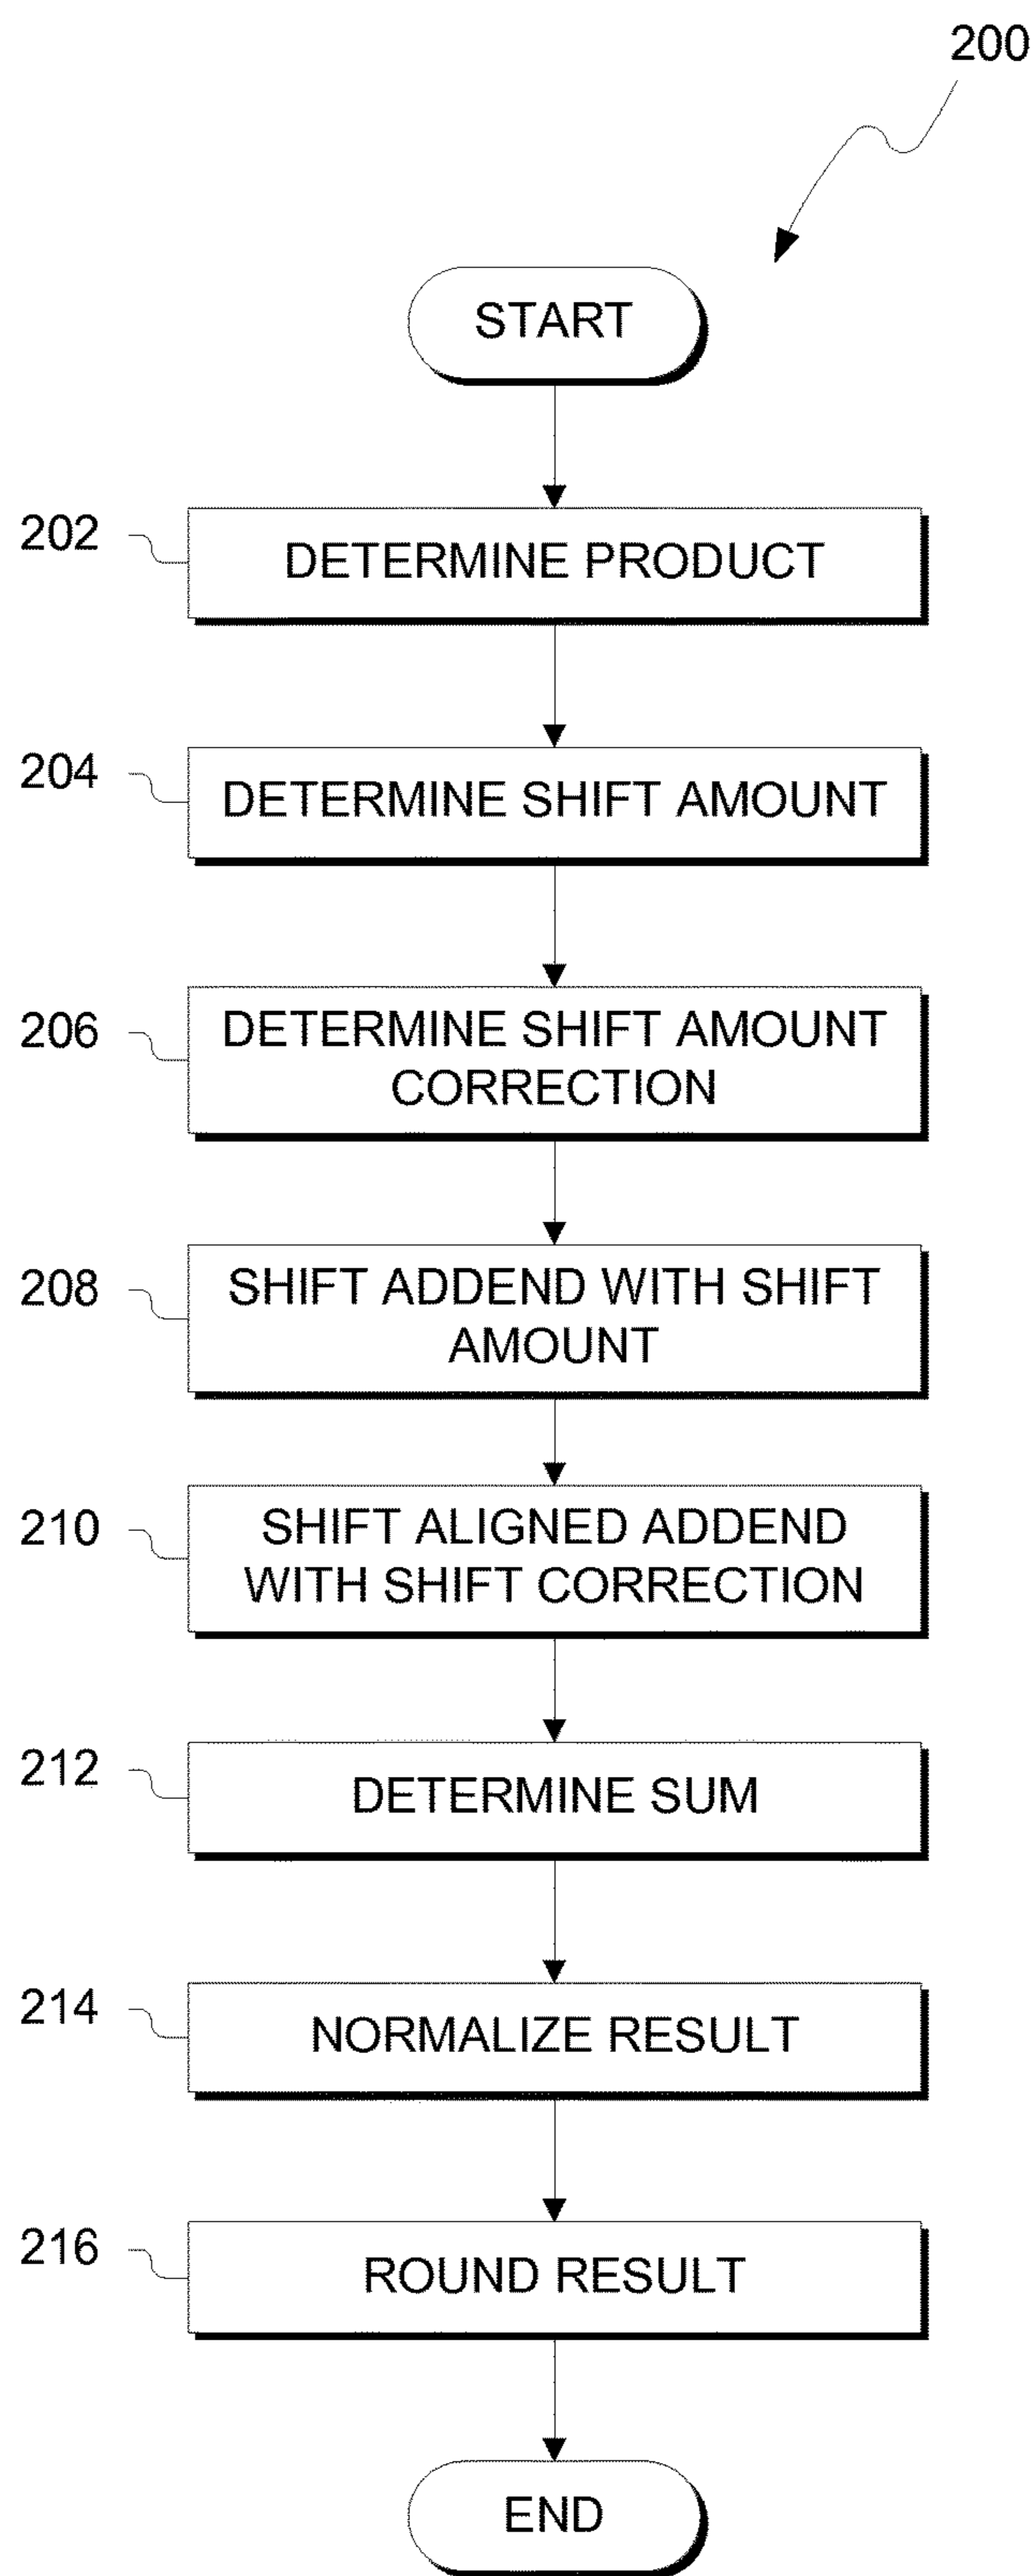 200
START
202
DETERMINE PRODUCT
204
DETERMINE SHIFT AMOUNT
206
DETERMINE SHIFT AMOUNT
CORRECTION
208
SHIFT ADDEND WITH SHIFT
AMOUNT
210
SHIFT ALIGNED ADDEND
WITH SHIFT CORRECTION
212
DETERMINE SUM
214
NORMALIZE RESULT
216
ROUND RESULT
END